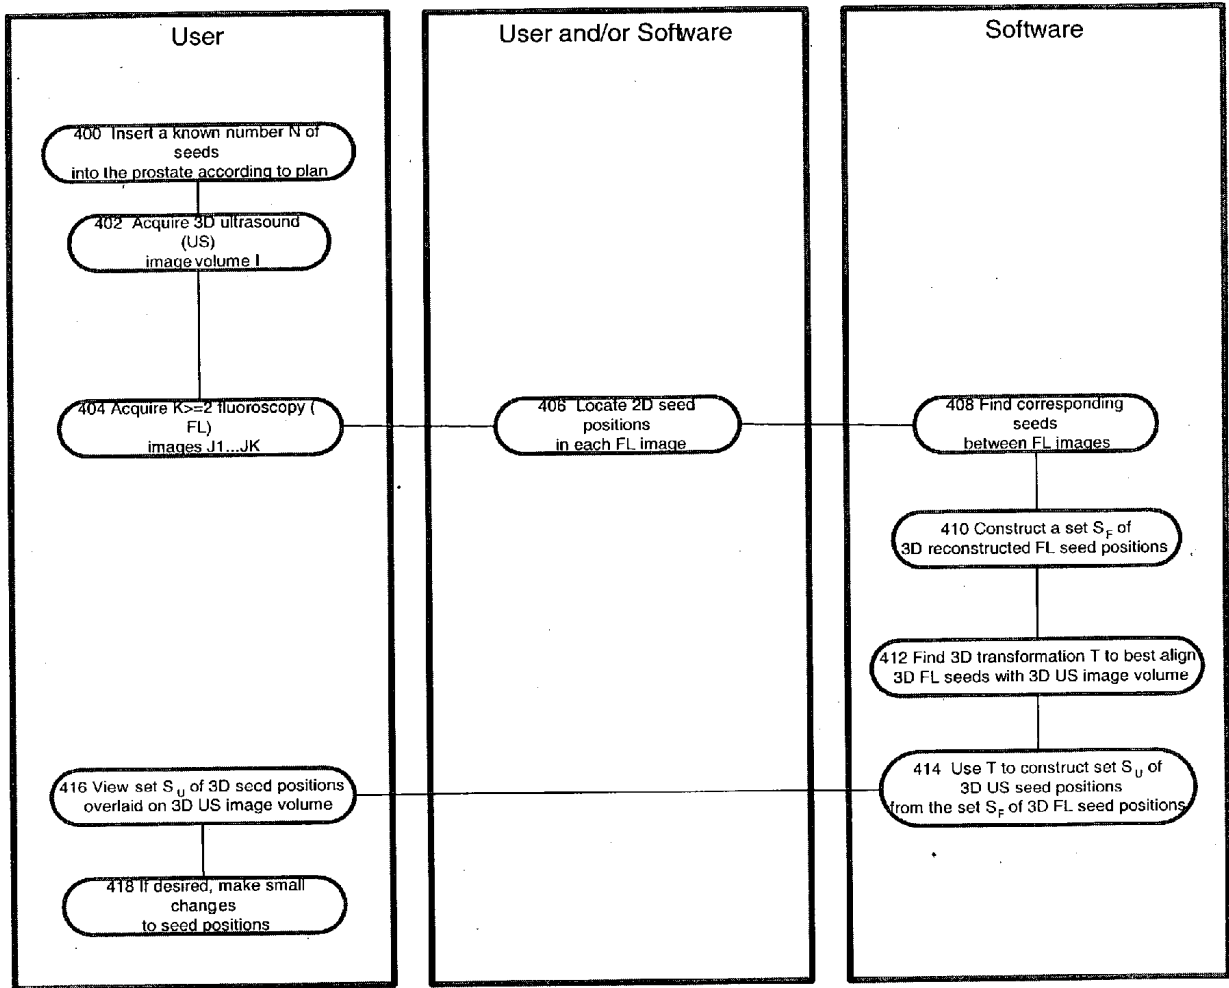 User
User and/or Software
Software
400 Insert a known number N of
seeds
into the prostate according to plan
402 Acquire 3D ultrasound
(US)
image volume I
404 Acquire K>=2 fluoroscopy (
FL)
images J1...JK
406 Locate 2D seed
positions
in each FL image
408 Find corresponding
seeds
between FL images
410 Construct a set S_F of
3D reconstructed FL seed positions
412 Find 3D transformation T to best align
3D FL seeds with 3D US image volume
414 Use T to construct set S_U of
3D US seed positions
from the set S_F of 3D FL seed positions
416 View set S_U of 3D seed positions
overlaid on 3D US image volume
418 If desired, make small
changes
to seed positions